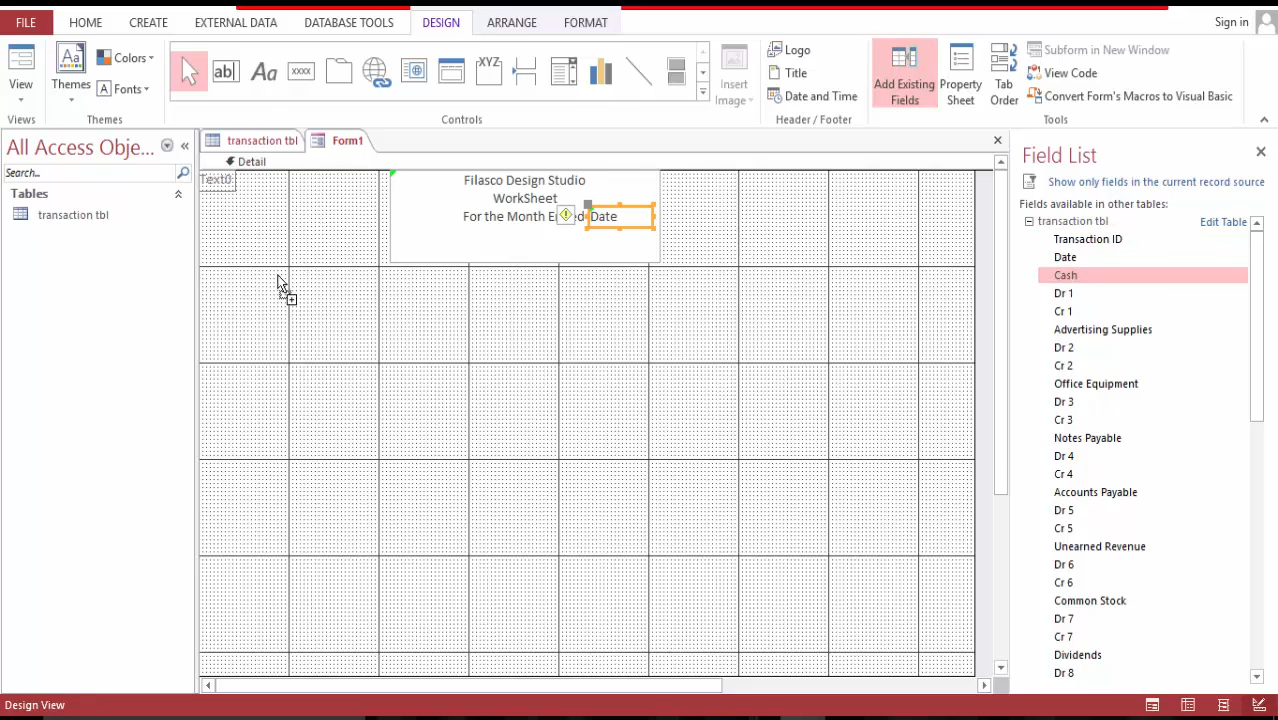 FILE HOME CREATE EXTERNAL DATA DATABASE TOOLS DESIGN ARRANGE FORMAT Sign in
View
Views
Aa
Themes
Colors
A Fonts
Themes
ab|
Aa
xxxx
XYZ
Controls
Insert
Image
Logo
Title
Date and Time
Header / Footer
Add Existing
Fields
Property
Sheet
Tab
Order
Subform in New Window
View Code
Convert Form's Macros to Visual Basic
Tools
All Access Obje...
Search...
Tables
transaction tbl
transaction tbl
Form1
Detail
Text0
Filasco Design Studio
WorkSheet
For the Month E Date
Field List
Show only fields in the current record source
Fields available in other tables:
transaction tbl Edit Table
Transaction ID
Date
Cash
Dr 1
Cr 1
Advertising Supplies
Dr 2
Cr 2
Office Equipment
Dr 3
Cr 3
Notes Payable
Dr 4
Cr 4
Accounts Payable
Dr 5
Cr 5
Unearned Revenue
Dr 6
Cr 6
Common Stock
Dr 7
Cr 7
Dividends
Dr 8
Design View